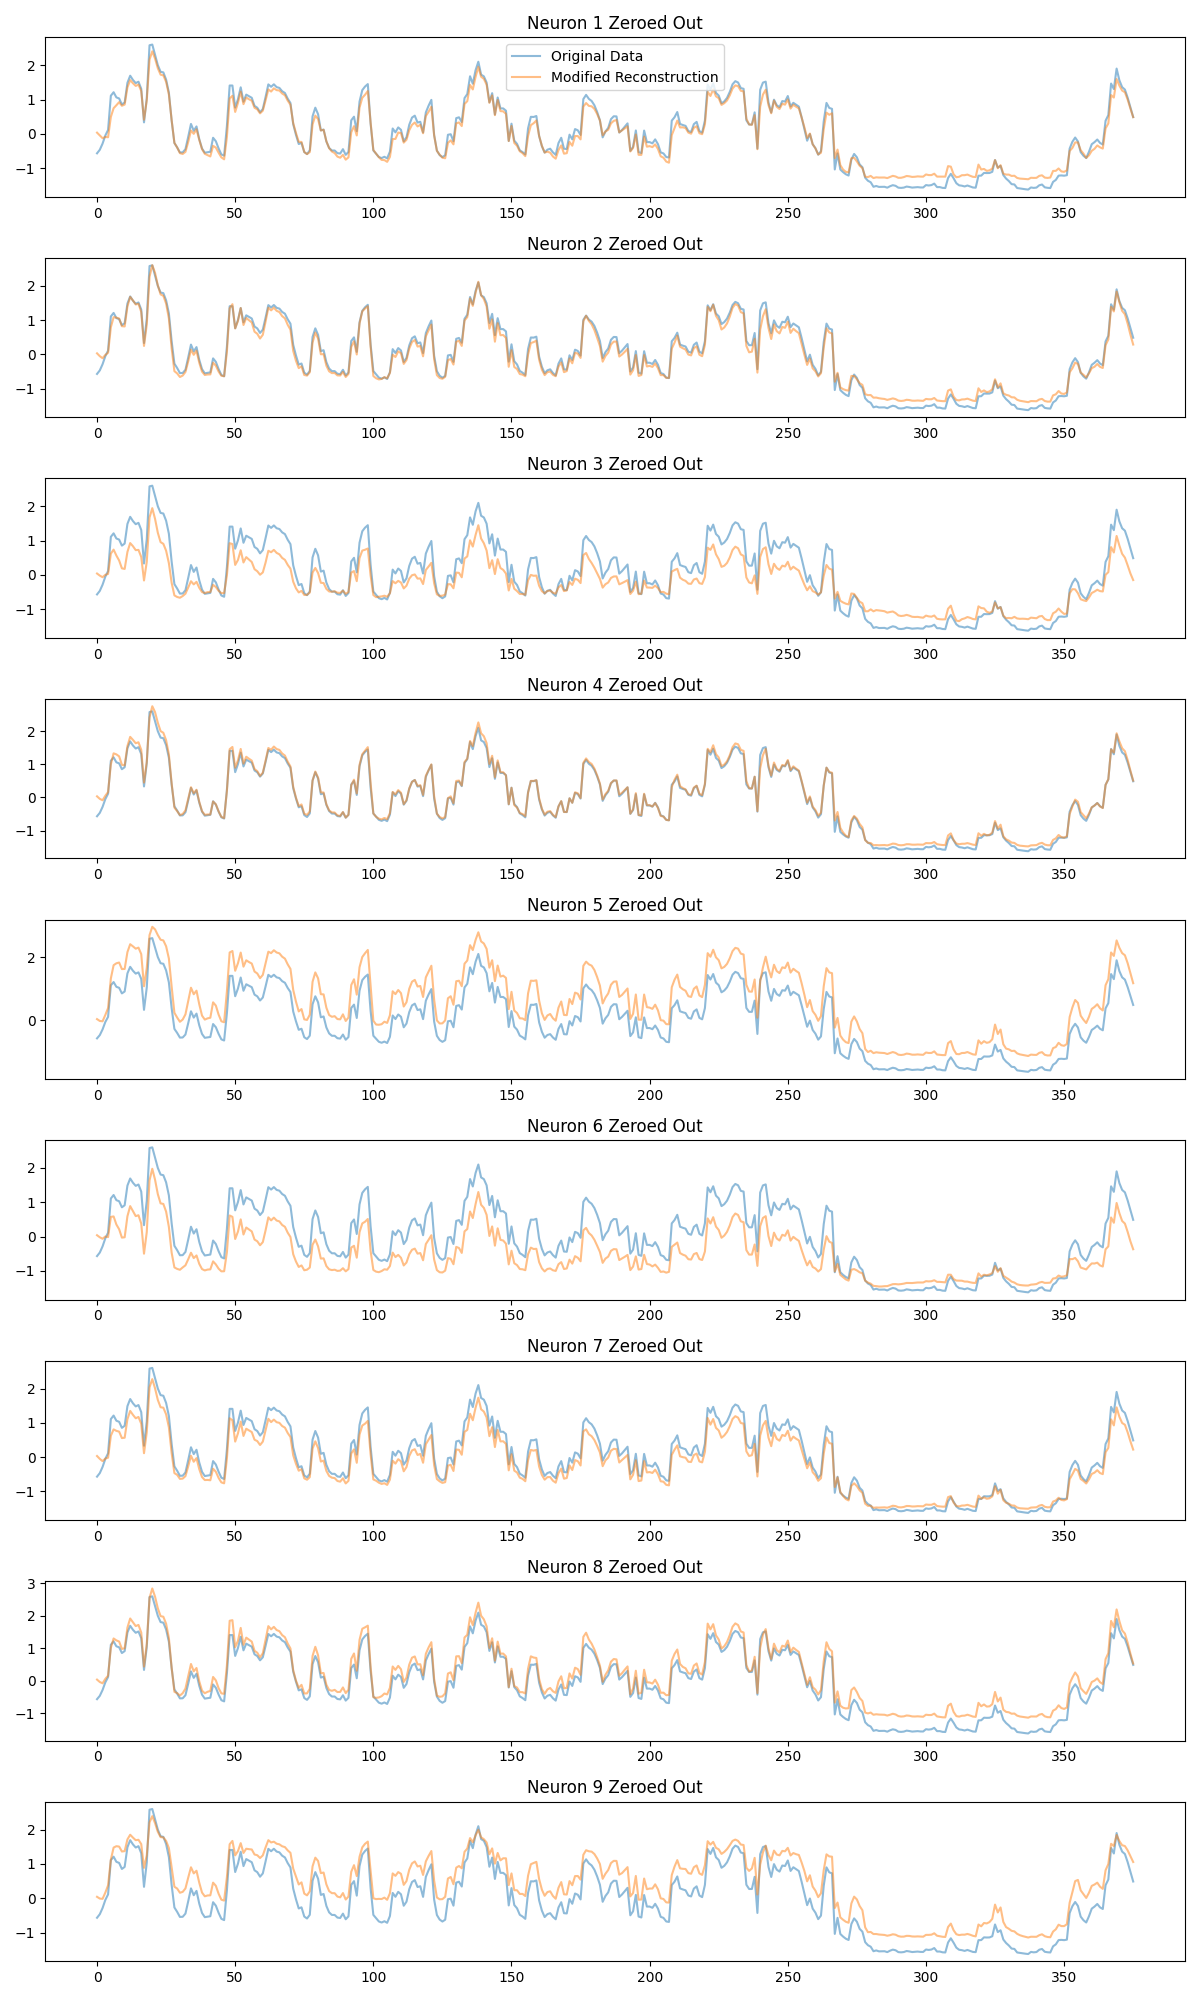 Neuron 1 Zeroed Out
Original Data
Modified Reconstruction
2
1
0
−1
0 50 100 150 200 250 300 350
Neuron 2 Zeroed Out
2
1
0
−1
0 50 100 150 200 250 300 350
Neuron 3 Zeroed Out
2
1
0
−1
0 50 100 150 200 250 300 350
Neuron 4 Zeroed Out
2
1
0
−1
0 50 100 150 200 250 300 350
Neuron 5 Zeroed Out
2
0
0 50 100 150 200 250 300 350
Neuron 6 Zeroed Out
2
1
0
−1
0 50 100 150 200 250 300 350
Neuron 7 Zeroed Out
2
1
0
−1
0 50 100 150 200 250 300 350
Neuron 8 Zeroed Out
3
2
1
0
−1
0 50 100 150 200 250 300 350
Neuron 9 Zeroed Out
2
1
0
−1
0 50 100 150 200 250 300 350